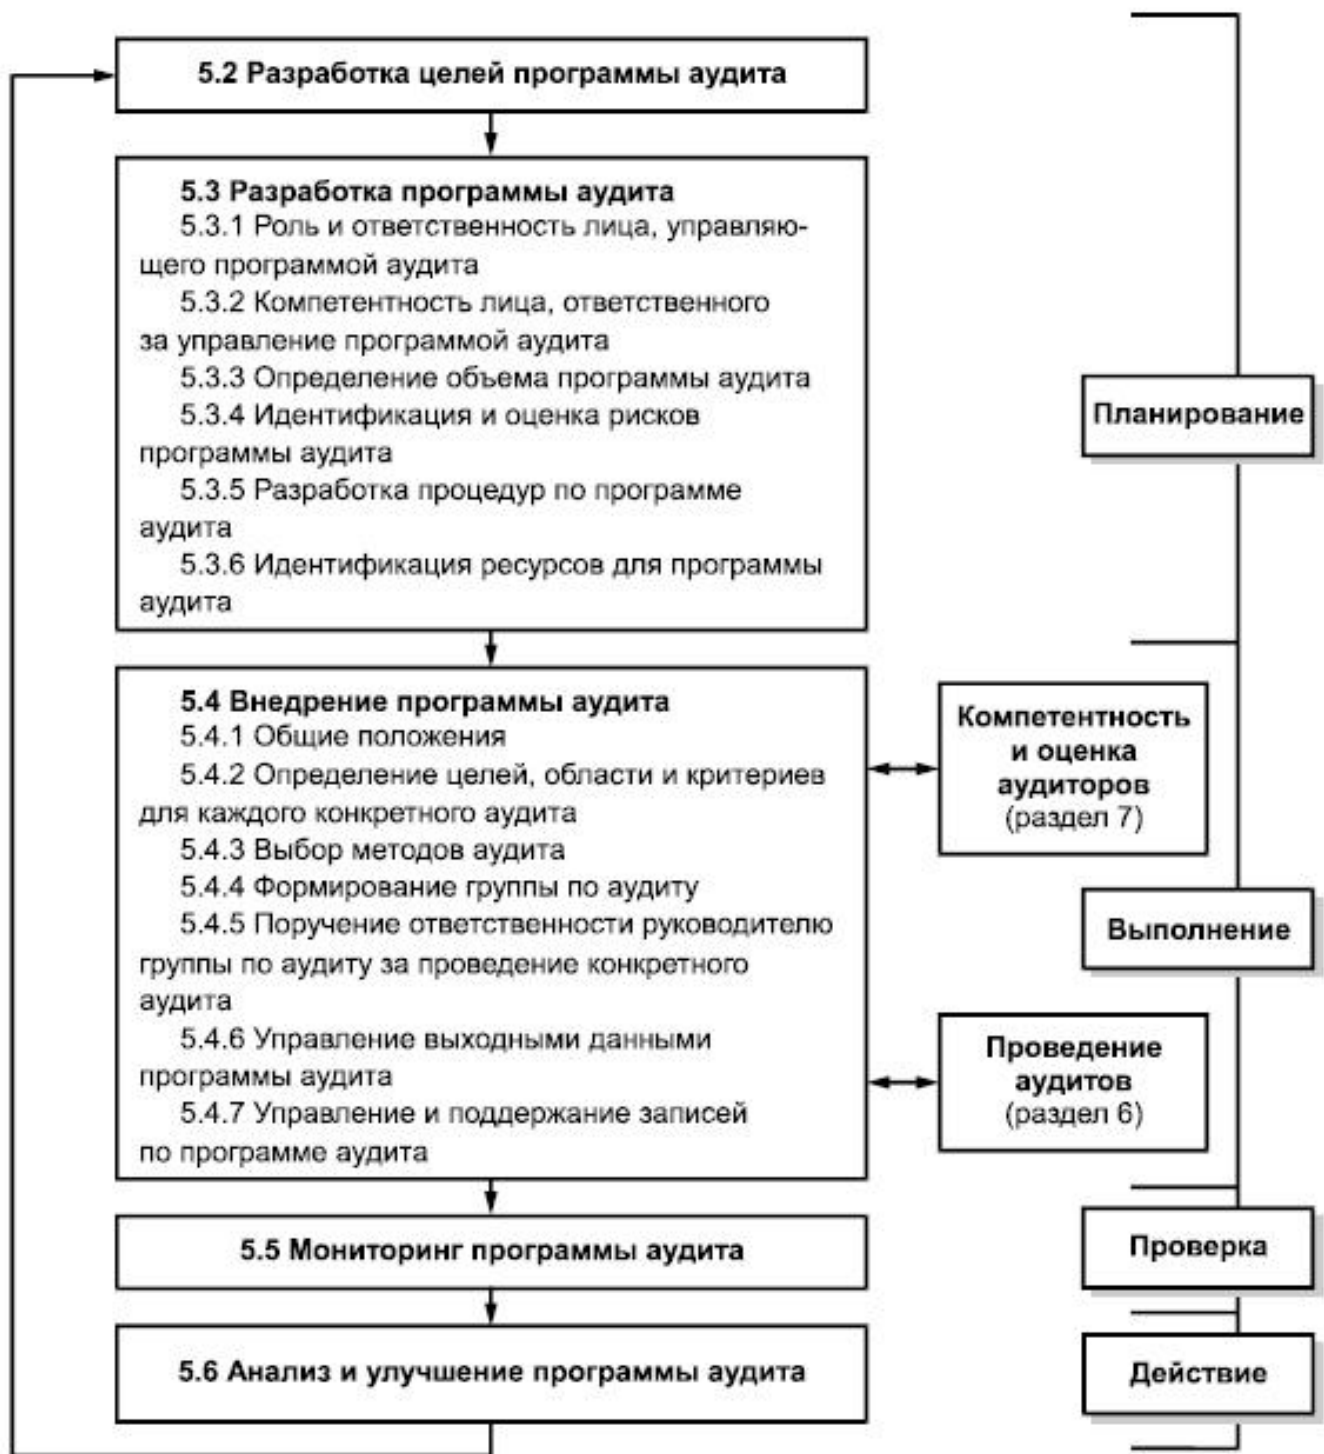 5.2 Разработка целей программы аудита
5.3 Разработка программы аудита
5.3.1 Роль и ответственность лица, управляю-
щего программой аудита
5.3.2 Компетентность лица, ответственного
за управление программой аудита
5.3.3 Определение объема программы аудита
5.3.4 Идентификация и оценка рисков
программы аудита
5.3.5 Разработка процедур по программе
аудита
5.3.6 Идентификация ресурсов для программы
аудита
Планирование
5.4 Внедрение программы аудита
5.4.1 Общие положения
5.4.2 Определение целей, области и критериев
для каждого конкретного аудита
5.4.3 Выбор методов аудита
5.4.4 Формирование группы по аудиту
5.4.5 Поручение ответственности руководителю
группы по аудиту за проведение конкретного
аудита
5.4.6 Управление выходными данными
программы аудита
5.4.7 Управление и поддержание записей
по программе аудита
Компетентность
и оценка
аудиторов
(раздел 7)
Выполнение
Проведение
аудитов
(раздел 6)
5.5 Мониторинг программы аудита
Проверка
5.6 Анализ и улучшение программы аудита
Действие